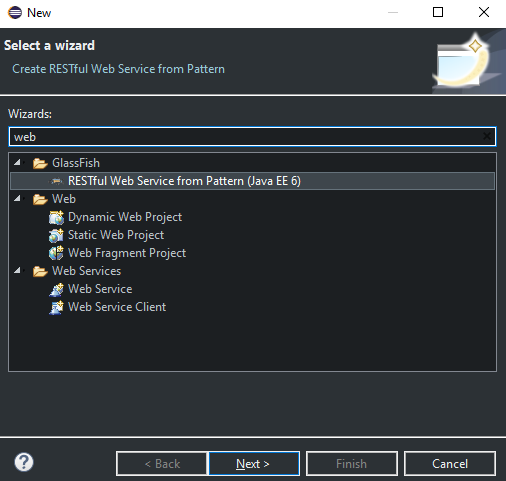 New
Select a wizard
Create RESTful Web Service from Pattern
Wizards:
web
GlassFish
RESTful Web Service from Pattern (Java EE 6)
Web
Dynamic Web Project
Static Web Project
Web Fragment Project
Web Services
Web Service
Web Service Client
? < Back Next > Finish Cancel